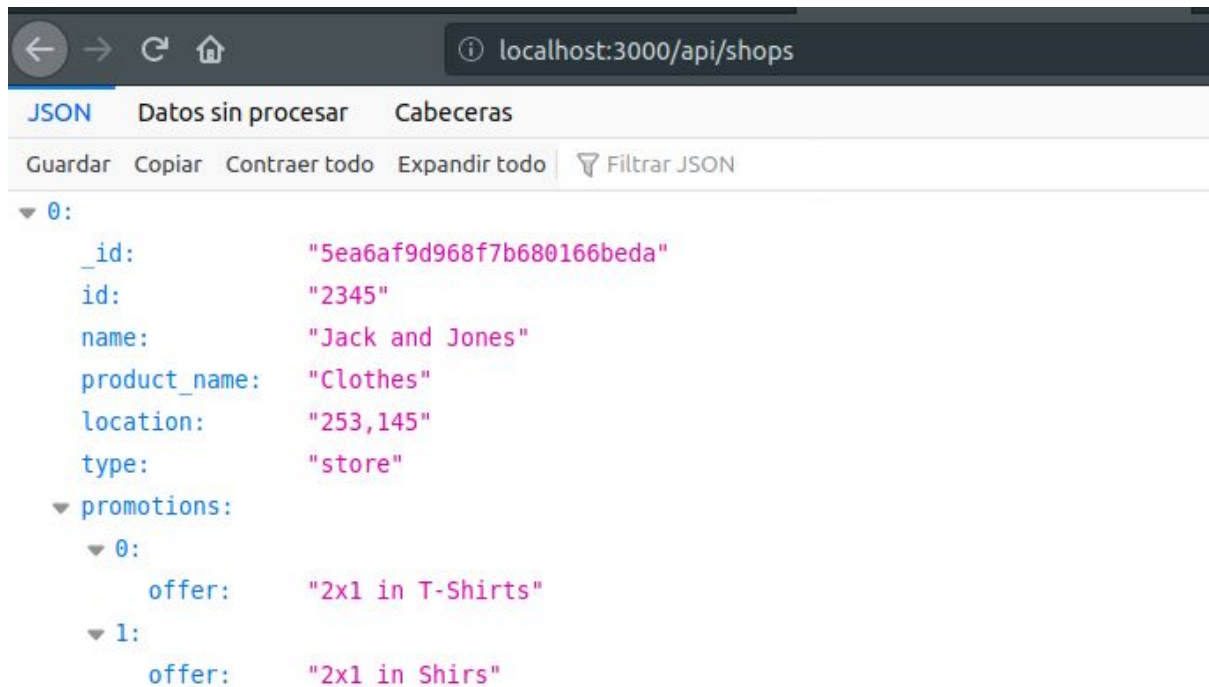 localhost:3000/api/shops
JSON Datos sin procesar Cabeceras
Guardar Copiar Contraer todo Expandir todo Filtrar JSON
0:
_id: "5ea6af9d968f7b680166beda"
id: "2345"
name: "Jack and Jones"
product_name: "Clothes"
location: "253,145"
type: "store"
promotions:
0:
offer: "2x1 in T-Shirts"
1:
offer: "2x1 in Shirs"